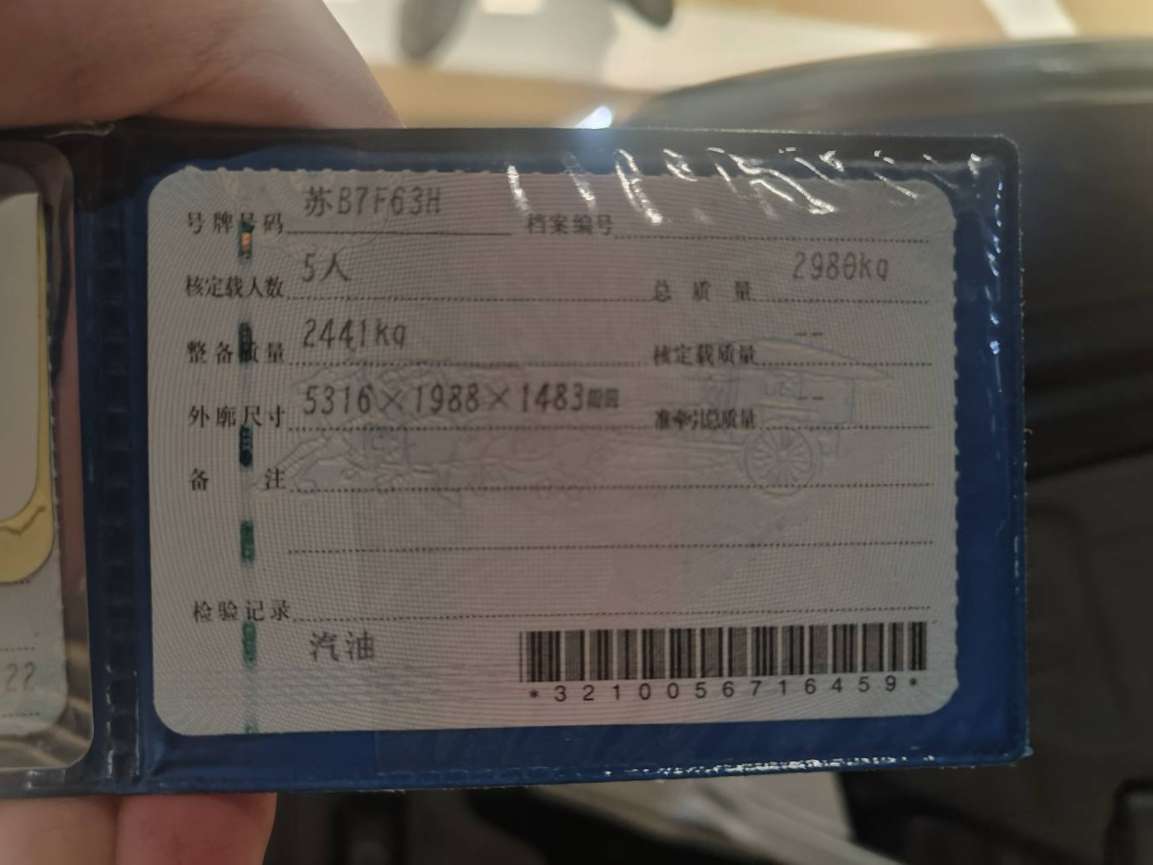 号牌号码 苏B7F63H 档案编号
核定载人数 5人 总质量 2980kg
整备质量 2441kg 核定载质量 --
外廓尺寸 5316×1988×1483mm 准牵引总质量 --
备注
检验记录
汽油
*3210056716459*
22